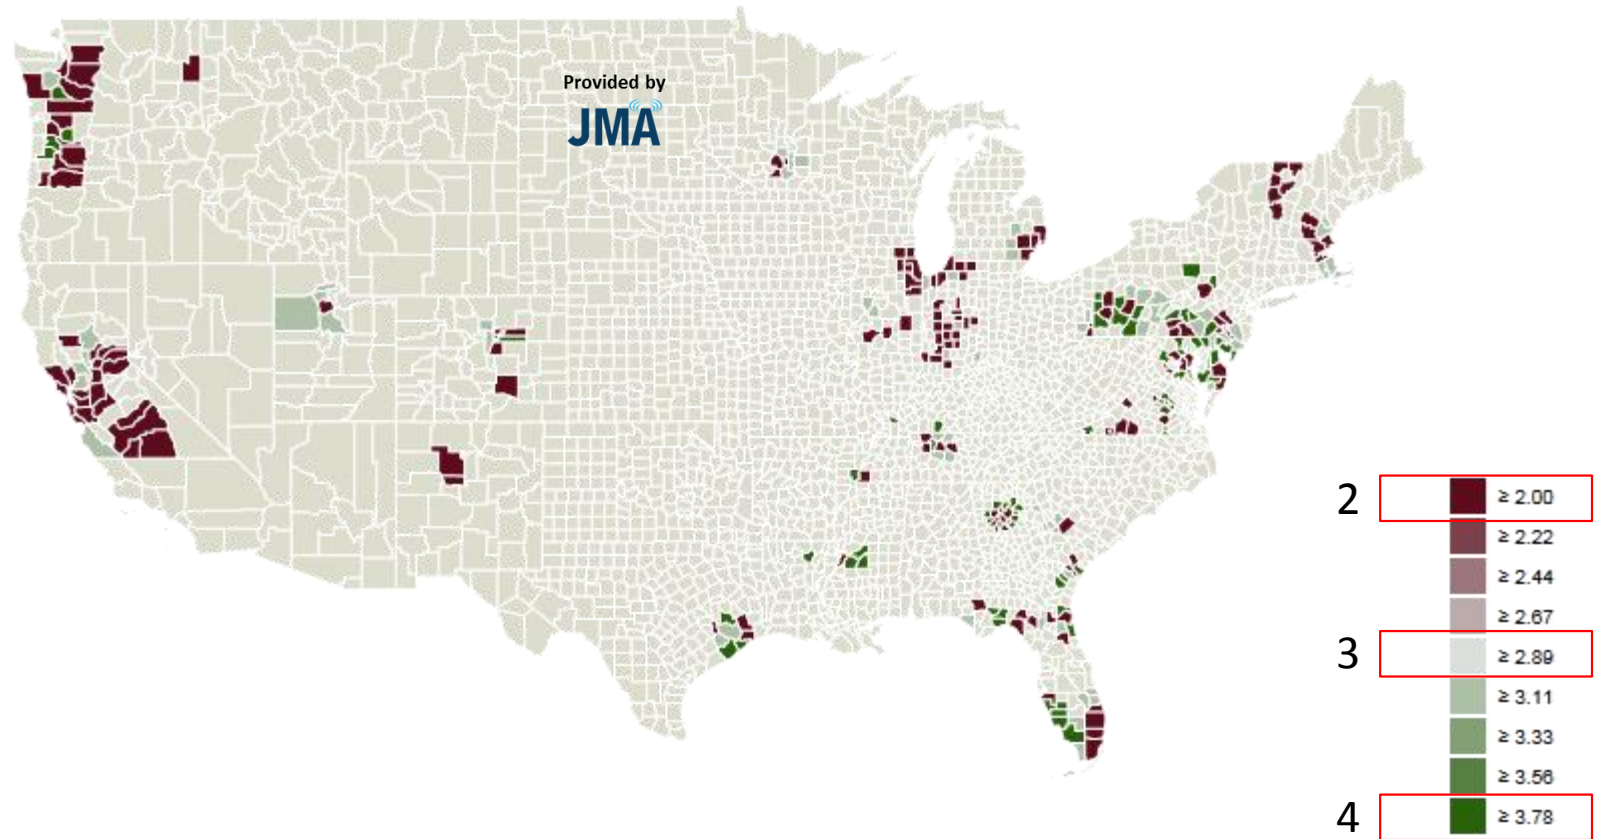 Provided by
JMA
2 ≥ 2.00
≥ 2.22
≥ 2.44
≥ 2.67
3 ≥ 2.89
≥ 3.11
≥ 3.33
≥ 3.56
4 ≥ 3.78